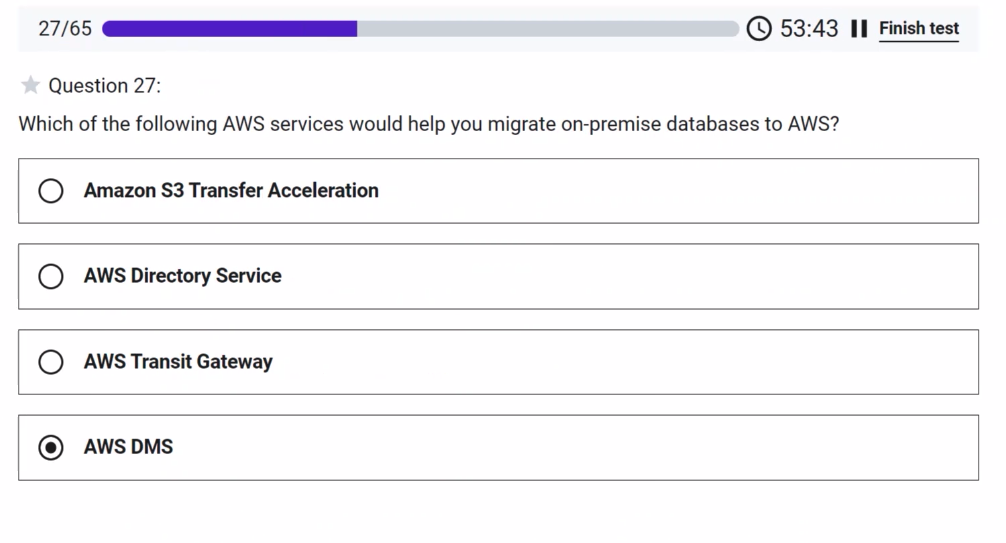 27/65 53:43 Finish test
Question 27:
Which of the following AWS services would help you migrate on-premise databases to AWS?
Amazon S3 Transfer Acceleration
AWS Directory Service
AWS Transit Gateway
AWS DMS